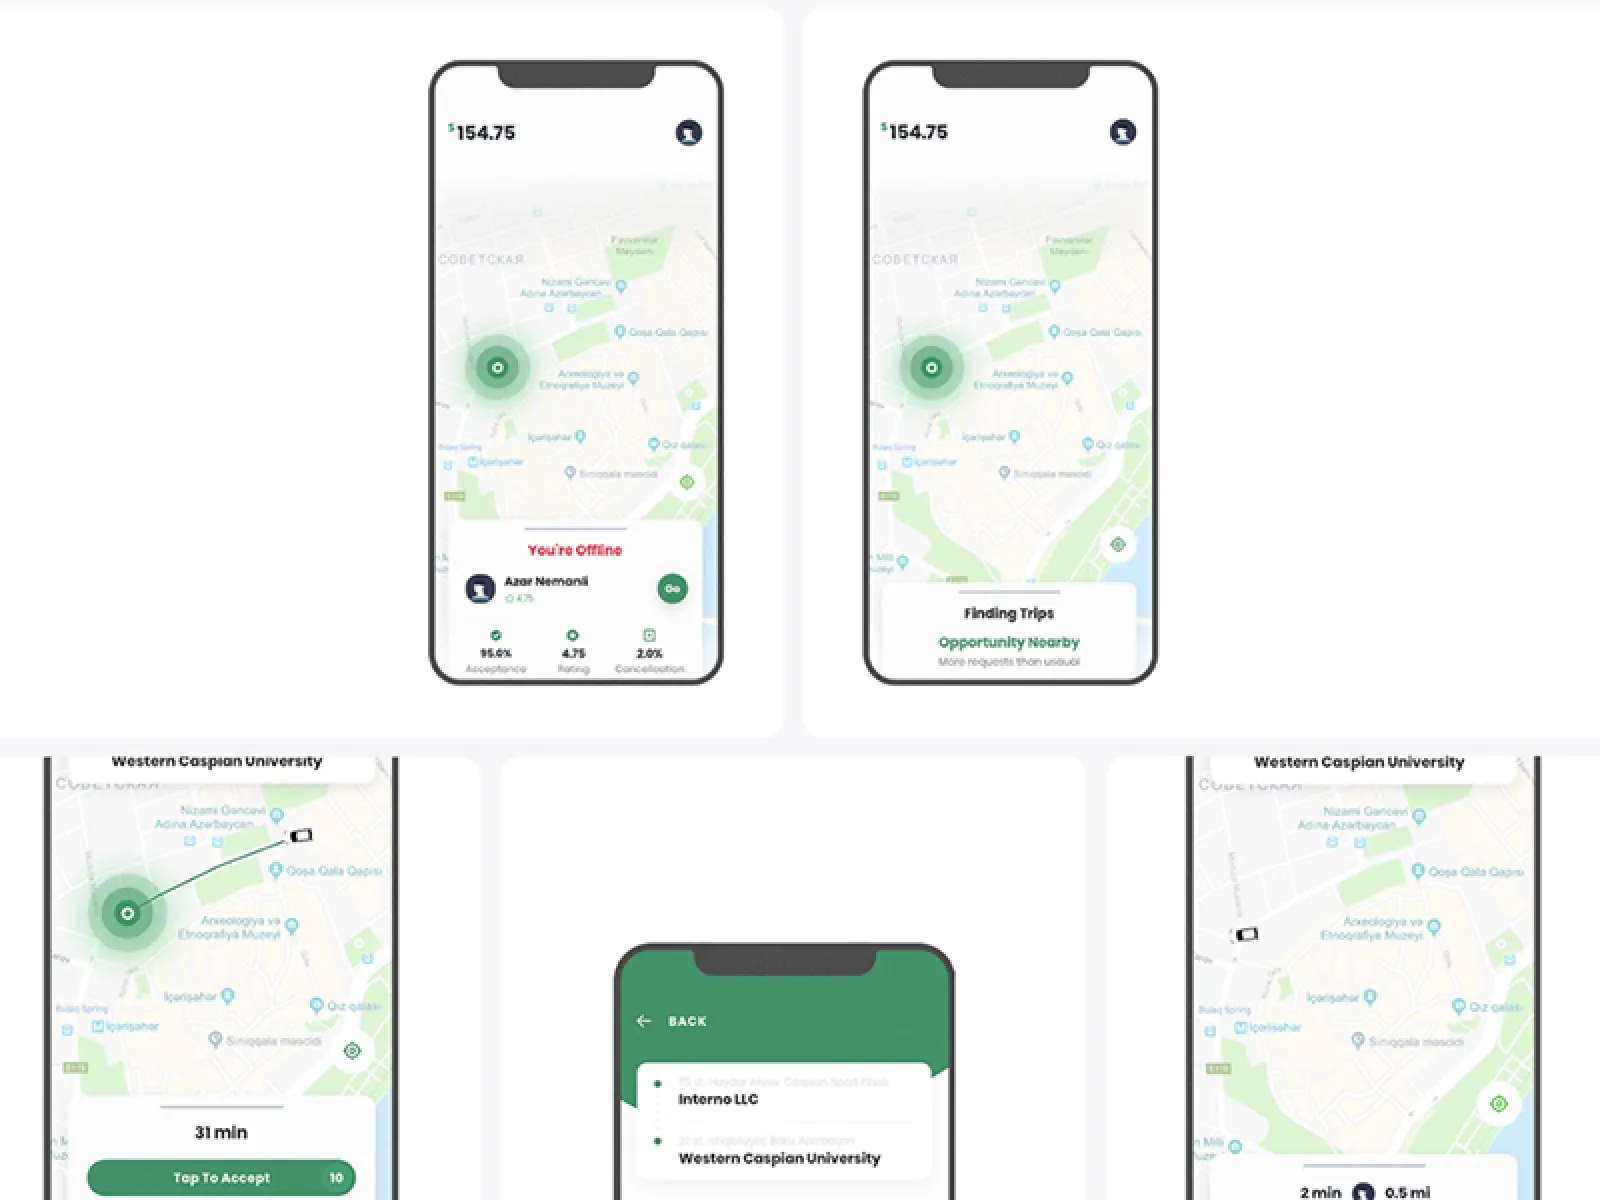 $154.75
СОВЕТСКАЯ
Fəvvarələr
Meydanı
Nizami Gəncəvi
Adına Azərbaycan
Qoşa Qala Qapısı
Arxeologiya və
Etnoqrafiya Muzeyi
İçərişəhər
Qız qalası
Bulaq Spring
İçərişəhər
Sınıqqala məscidi
You're Offline
Azar Nemanli
4.75
Go
95.0%
4.75
2.0%
Acceptance
Rating
Cancellation
$154.75
СОВЕТСКАЯ
Fəvvarələr
Meydanı
Nizami Gəncəvi
Adına Azərbaycan
Qoşa Qala Qapısı
Arxeologiya və
Etnoqrafiya Muzeyi
İçərişəhər
Qız qalası
Bulaq Spring
İçərişəhər
Sınıqqala məscidi
Finding Trips
Opportunity Nearby
More requests than usual
Western Caspian University
СОВЕТСКАЯ
Nizami Gəncəvi
Adına Azərbaycan
Qoşa Qala Qapısı
Arxeologiya və
Etnoqrafiya Muzeyi
İçərişəhər
Qız qalası
Bulaq Spring
İçərişəhər
Sınıqqala məscidi
31 min
Tap To Accept 10
BACK
Interno LLC
Western Caspian University
Western Caspian University
СОВЕТСКАЯ
Nizami Gəncəvi
Adına Azərbaycan
Qoşa Qala Qapısı
Arxeologiya və
Etnoqrafiya Muzeyi
İçərişəhər
Qız qalası
Bulaq Spring
İçərişəhər
Sınıqqala məscidi
2 min 0.5 mi